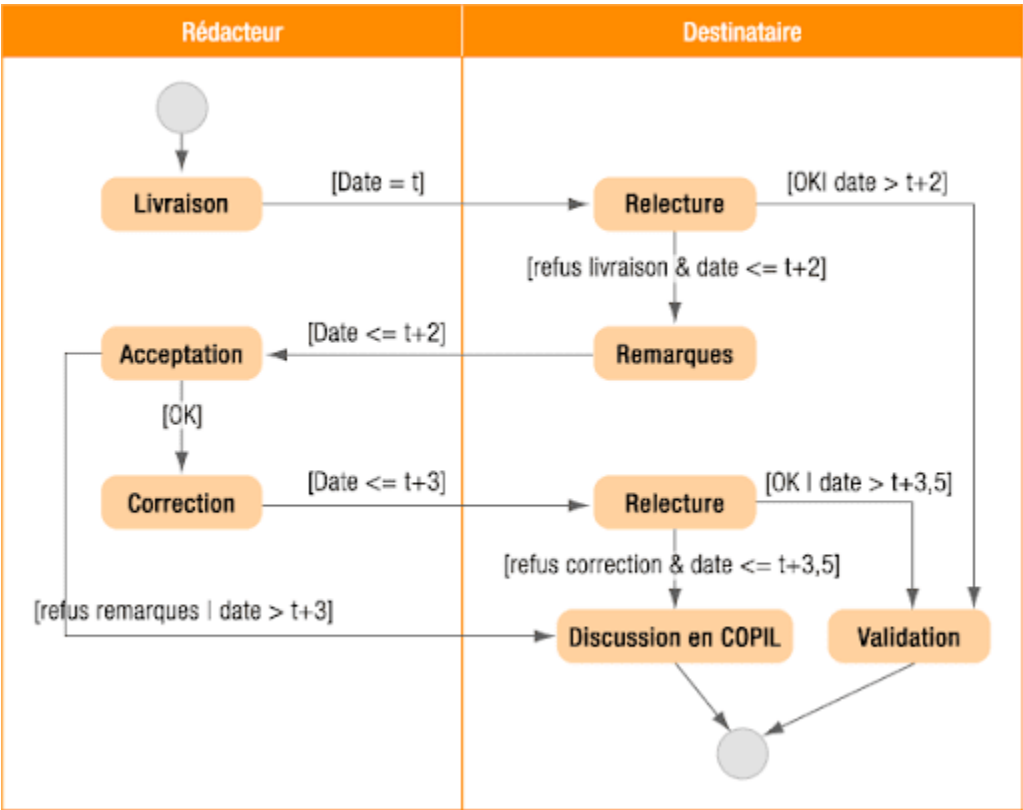 Rédacteur
Destinataire
[Date = t]
[OKI date > t+2]
Livraison
Relecture
[refus livraison & date <= t+2]
[Date <= t+2]
Acceptation
Remarques
[OK]
[Date <= t+3]
[OK | date > t+3,5]
Correction
Relecture
[refus correction & date <= t+3,5]
[refus remarques | date > t+3]
Discussion en COPIL
Validation